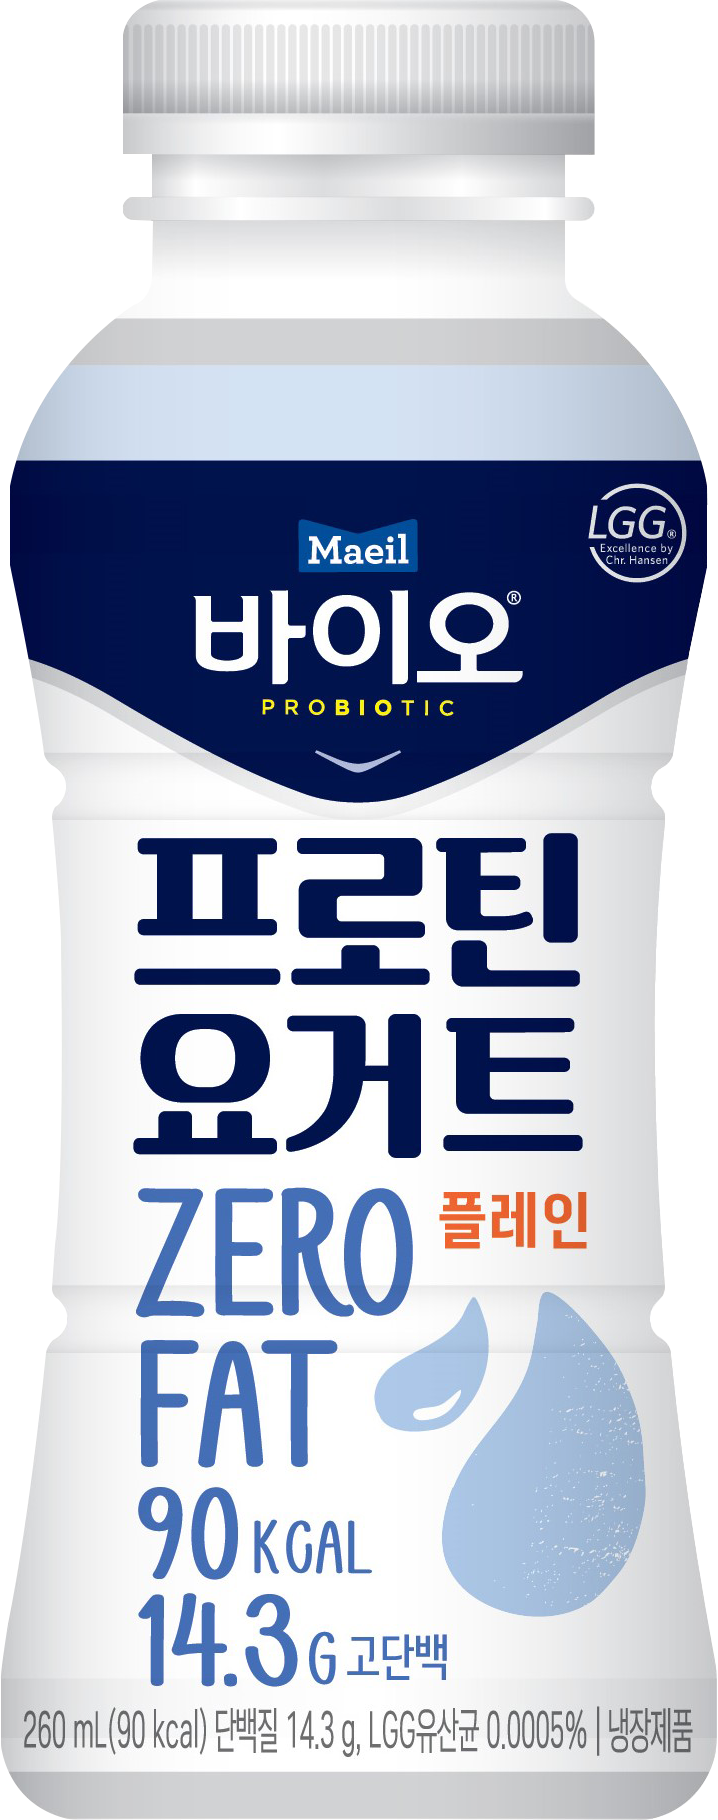 LGG®
Excellence by
Chr. Hansen
Maeil
바이오®
PROBIOTIC
프로틴
요거트
ZERO 플레인
FAT
90 KCAL
14.3 G 고단백
260 mL(90 kcal) 단백질 14.3 g, LGG유산균 0.0005% | 냉장제품